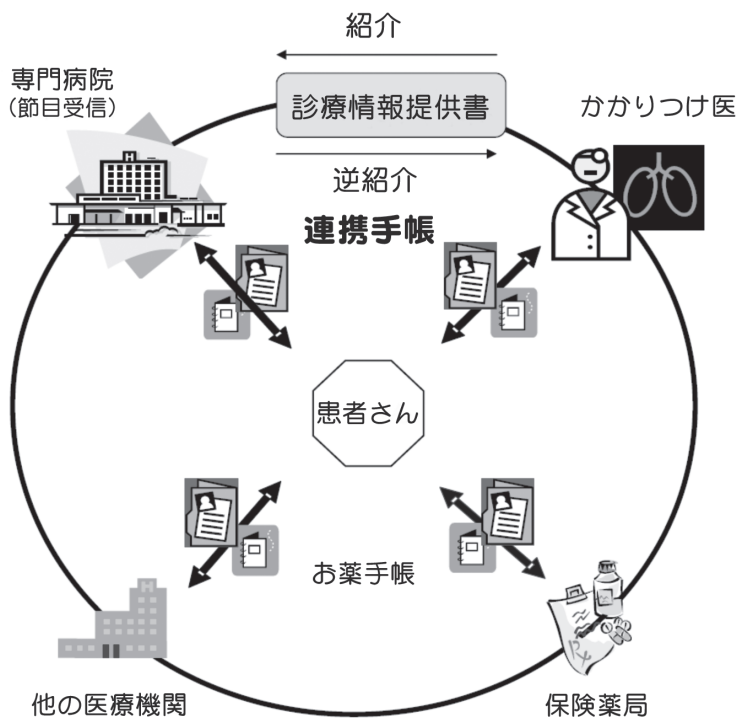 紹介
専門病院
(節目受信)
診療情報提供書
かかりつけ医
逆紹介
連携手帳
患者さん
お薬手帳
他の医療機関
保険薬局